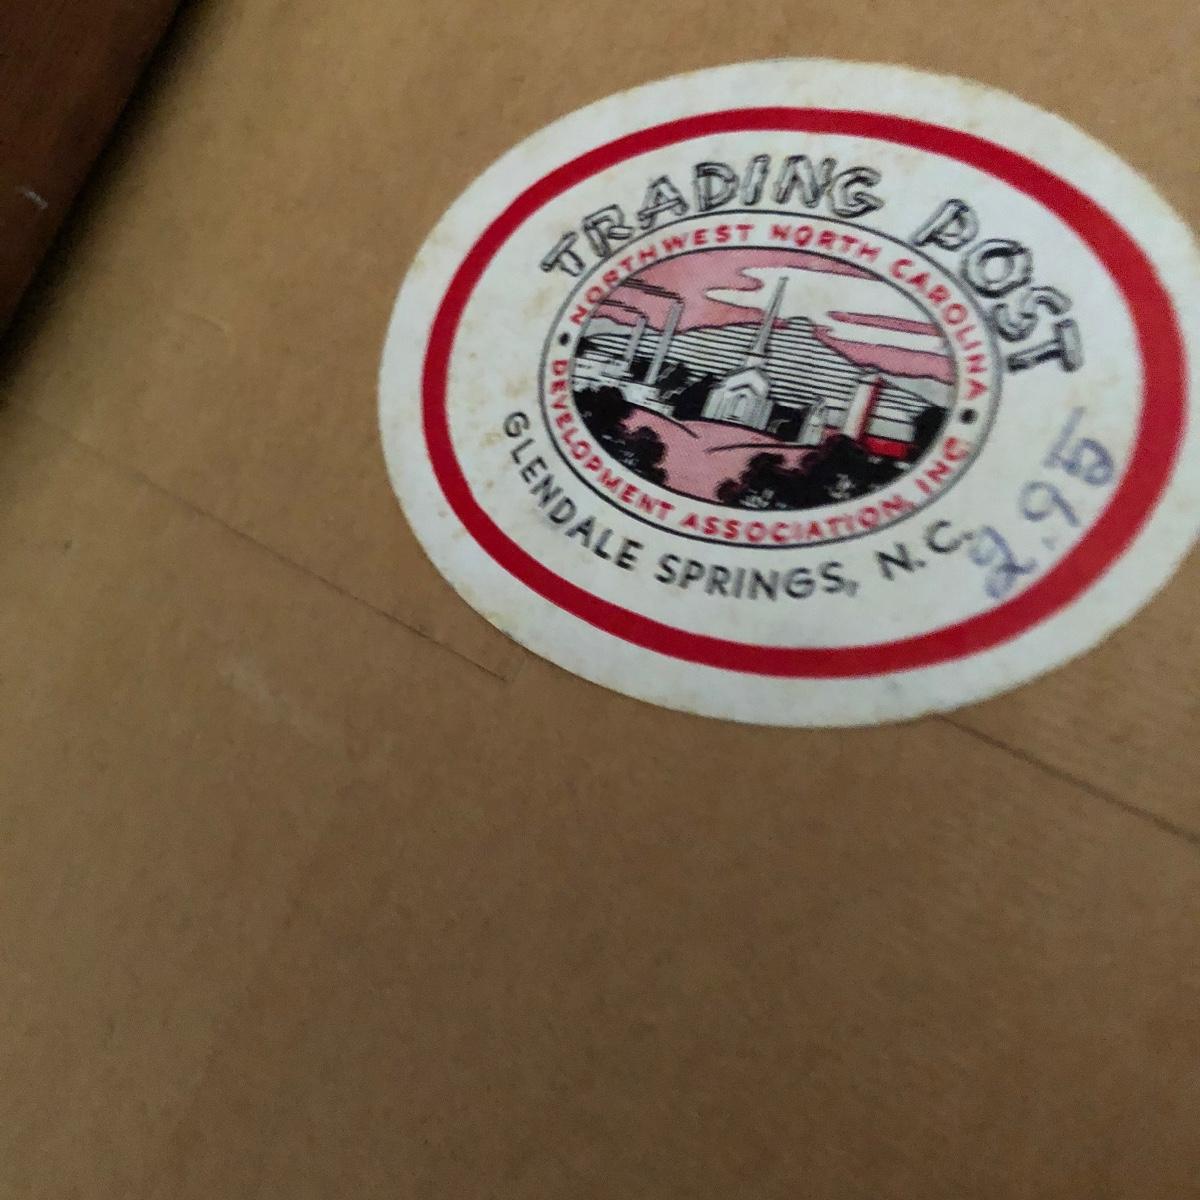 TRADING POST
NORTHWEST NORTH CAROLINA
• DEVELOPMENT ASSOCIATION, INC •
GLENDALE SPRINGS, N.C.
2.95